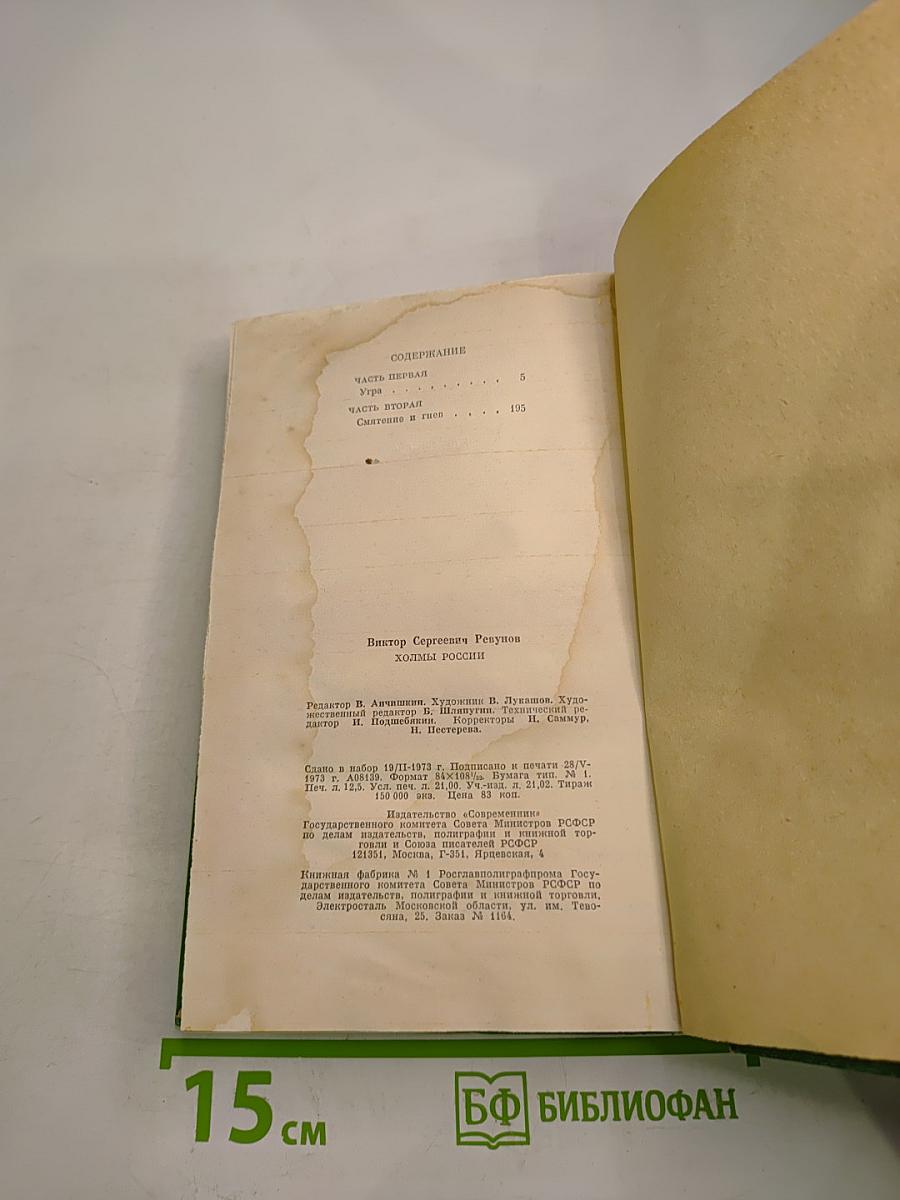 СОДЕРЖАНИЕ
ЧАСТЬ ПЕРВАЯ
Угра . . . . . . . . . 5
ЧАСТЬ ВТОРАЯ
Смятение и гнев . . . . 195
Виктор Сергеевич Ревунов
ХОЛМЫ РОССИИ
Редактор В. Анчишкин. Художник В. Лукашов. Худо-
жественный редактор Б. Шляпугин. Технический ре-
дактор И. Подшебякин. Корректоры Н. Саммур,
Н. Пестерева.
Сдано в набор 19/II-1973 г. Подписано к печати 28/V-
1973 г. А08139. Формат 84×108¹/₃₂. Бумага тип. № 1.
Печ. л. 12,5. Усл. печ. л. 21,00. Уч.-изд. л. 21,02. Тираж
150 000 экз. Цена 83 коп.
Издательство «Современник»
Государственного комитета Совета Министров РСФСР
по делам издательств, полиграфии и книжной тор-
говли и Союза писателей РСФСР
121351, Москва, Г-351, Ярцевская, 4
Книжная фабрика № 1 Росглавполиграфпрома Госу-
дарственного комитета Совета Министров РСФСР по
делам издательств, полиграфии и книжной торговли,
Электросталь Московской области, ул. им. Тево-
сяна, 25. Заказ № 1164.
15 см
БФ БИБЛИОФАН